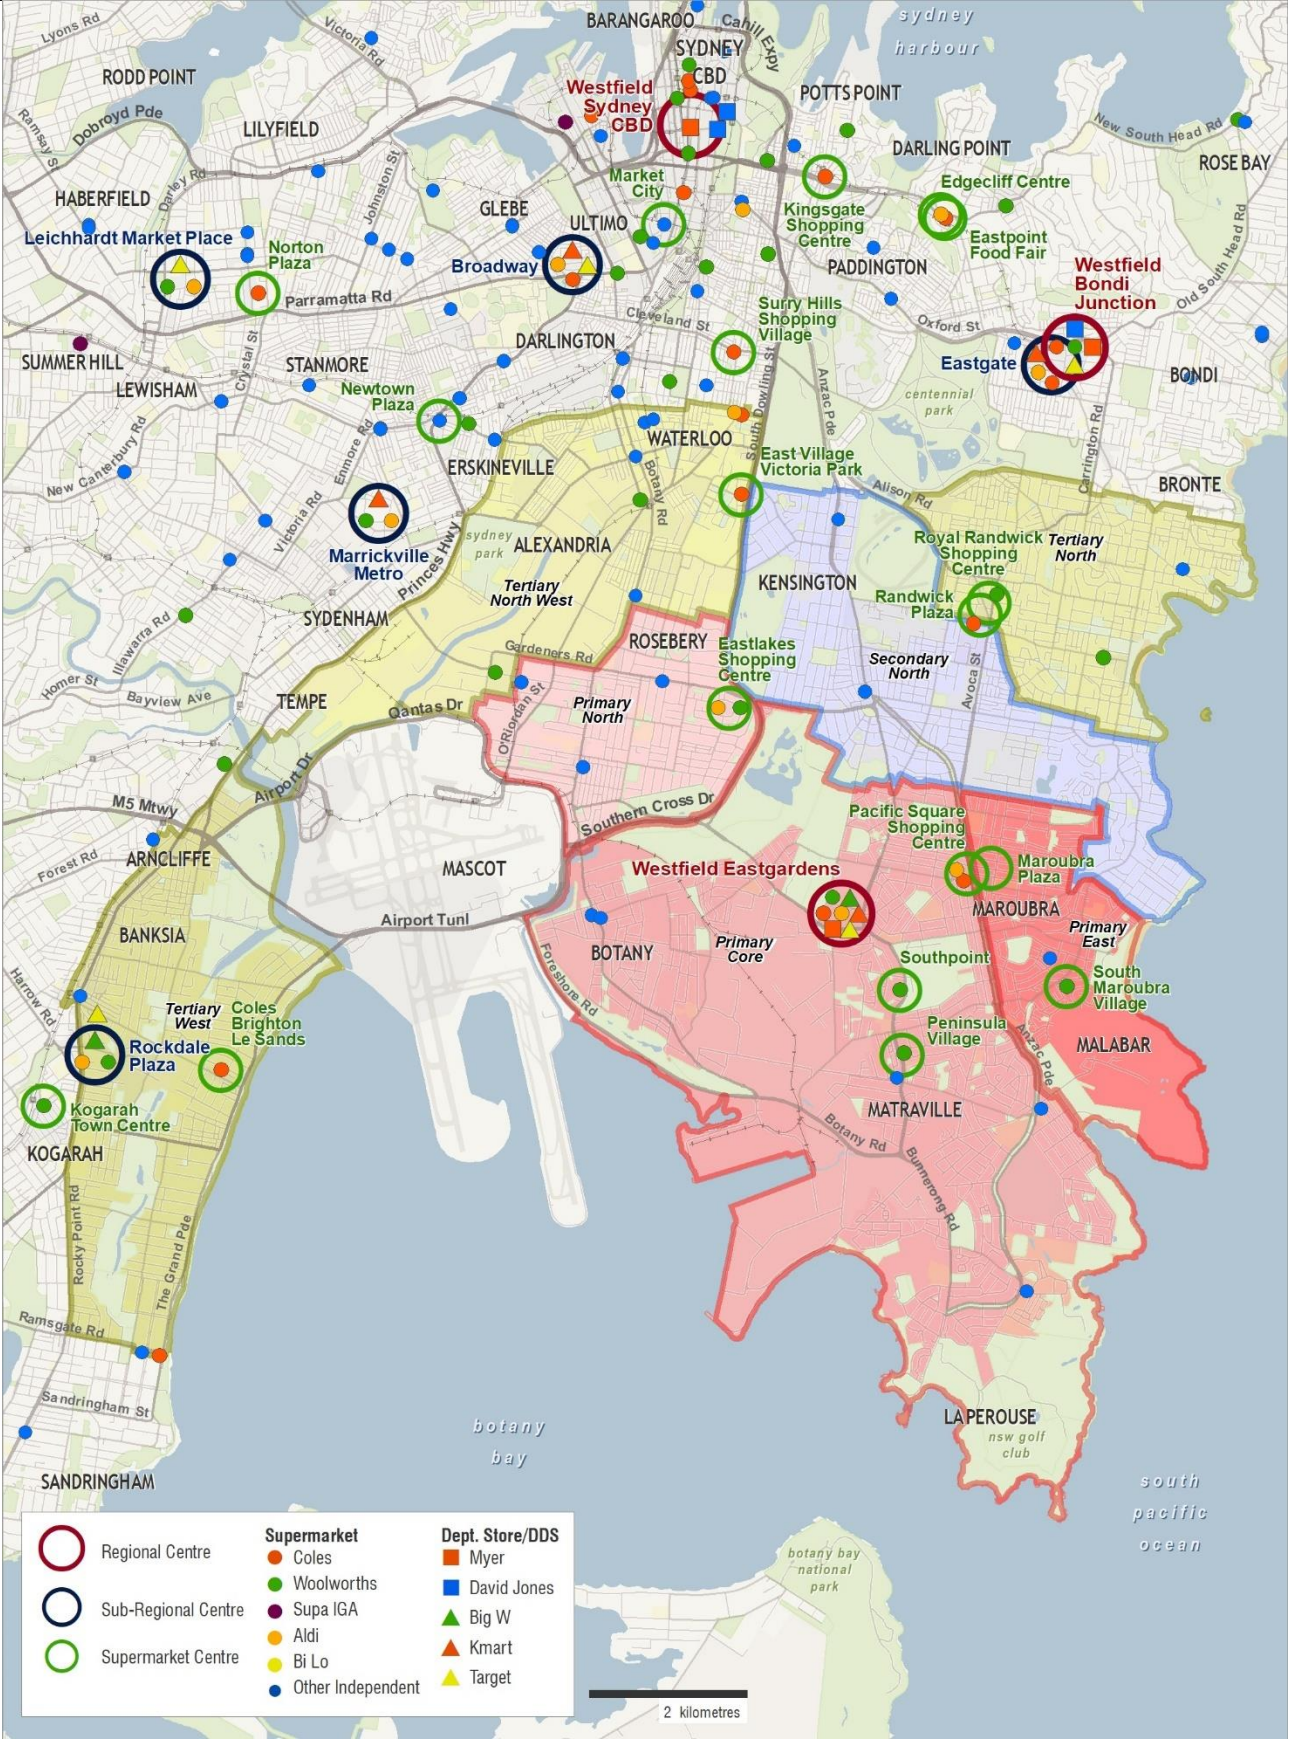 BARANGAROO
Cahill Expy
sydney
harbour
Lyons Rd
Victoria Rd
SYDNEY
CBD
RODD POINT
Westfield
Sydney
CBD
POTTS POINT
Dobroyd Pde
Ramsay St
LILYFIELD
New South Head Rd
DARLING POINT
ROSE BAY
Johnston St
Darley Rd
Market
City
Edgecliff Centre
HABERFIELD
GLEBE
ULTIMO
Kingsgate
Shopping
Centre
Eastpoint
Food Fair
Old South Head Rd
Leichhardt Market Place
Norton
Plaza
Broadway
PADDINGTON
Westfield
Bondi
Junction
Parramatta Rd
Surry Hills
Shopping
Village
Cleveland St
Oxford St
DARLINGTON
SUMMER HILL
Crystal St
STANMORE
Eastgate
BONDI
LEWISHAM
Newtown
Plaza
South Dowling St
Anzac Pde
centennial
park
Carrington Rd
New Canterbury Rd
Enmore Rd
WATERLOO
ERSKINEVILLE
East Village
Victoria Park
Botany Rd
Alison Rd
BRONTE
Victoria Rd
Princes Hwy
sydney
park
ALEXANDRIA
Royal Randwick
Shopping
Centre
Tertiary
North
Marrickville
Metro
Tertiary
North West
KENSINGTON
Randwick
Plaza
SYDENHAM
Illawarra Rd
ROSEBERY
Gardeners Rd
Eastlakes
Shopping
Centre
Secondary
North
Avoca St
Homer St
Bayview Ave
TEMPE
Qantas Dr
O'Riordan St
Primary
North
Airport Dr
M5 Mtwy
Southern Cross Dr
Pacific Square
Shopping
Centre
Forest Rd
ARNCLIFFE
MASCOT
Westfield Eastgardens
Maroubra
Plaza
MAROUBRA
Airport Tunl
BANKSIA
BOTANY
Primary
Core
Primary
East
Foreshore Rd
Southpoint
Harrow Rd
South
Maroubra
Village
Tertiary
West
Coles
Brighton
Le Sands
Peninsula
Village
Anzac Pde
MALABAR
Rockdale
Plaza
Kogarah
Town Centre
MATRAVILLE
KOGARAH
Botany Rd
Bunnerong Rd
Rocky Point Rd
The Grand Pde
Ramsgate Rd
Sandringham St
LA PEROUSE
nsw golf
club
botany
bay
SANDRINGHAM
south
pacific
ocean
Regional Centre
Sub-Regional Centre
Supermarket Centre
Supermarket
Coles
Woolworths
Supa IGA
Aldi
Bi Lo
Other Independent
Dept. Store/DDS
Myer
David Jones
Big W
Kmart
Target
botany bay
national
park
2 kilometres